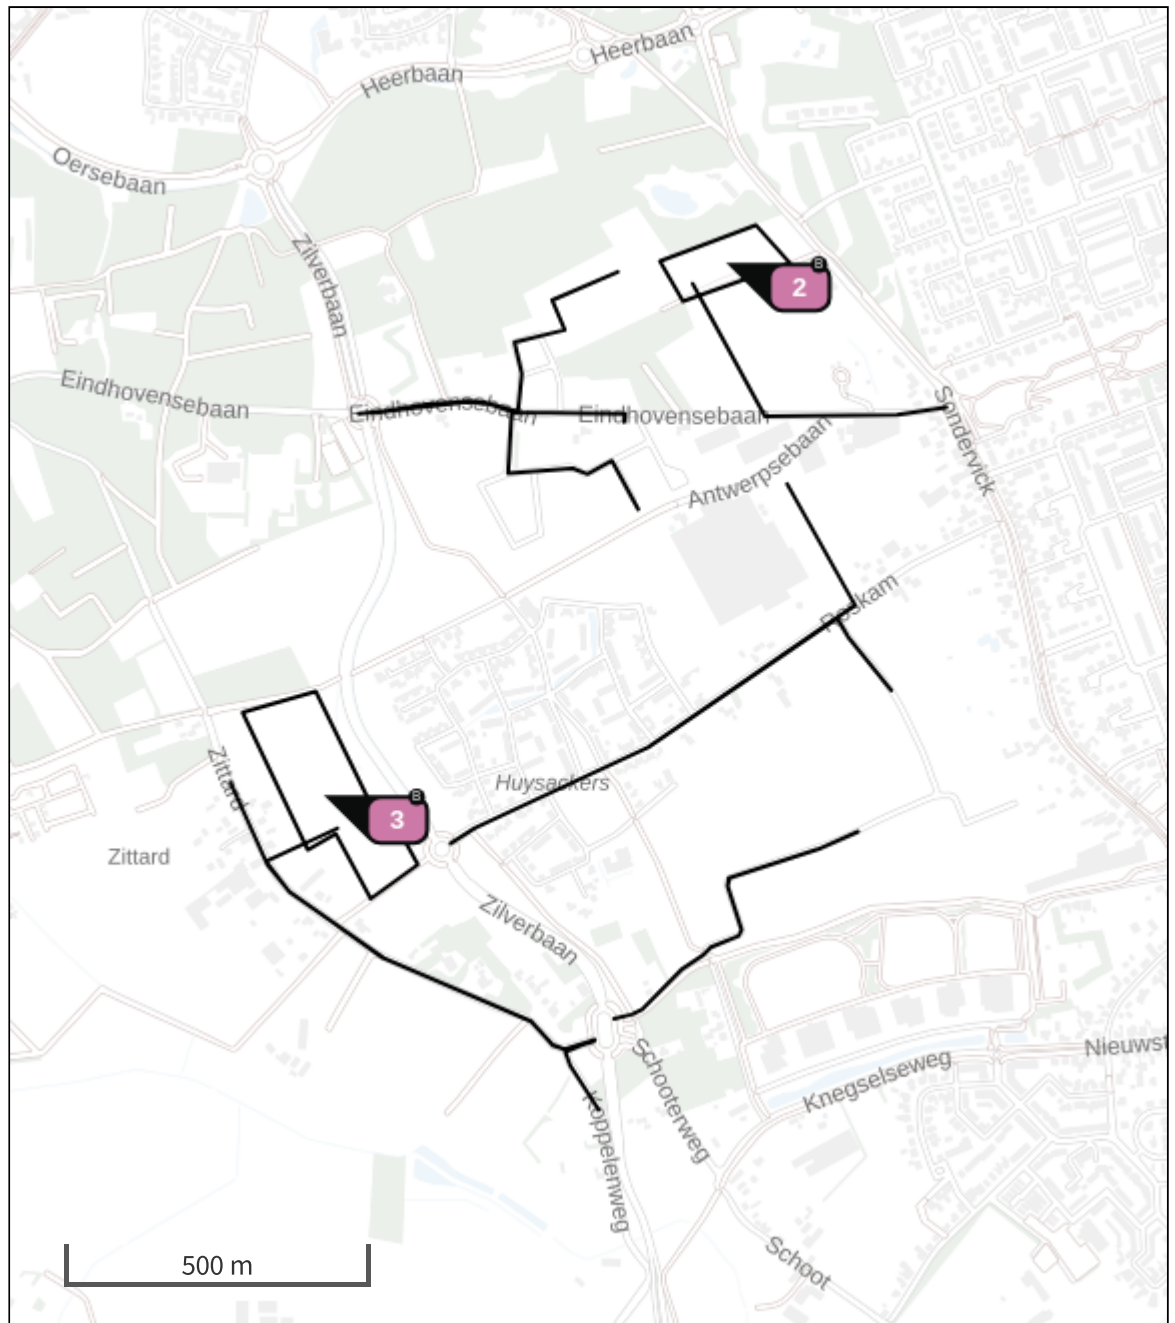 Heerbaan
Heerbaan
Oersebaan
Zilverbaan
B
2
Eindhovensebaan
Eindhovensebaan
Eindhovensebaan
Sondervick
Antwerpsebaan
Roskam
Zittard
Huysackers
B
3
Zittard
Zilverbaan
Schooterweg
Nieuwst
Knegselseweg
Koppelenweg
Schoot
500 m